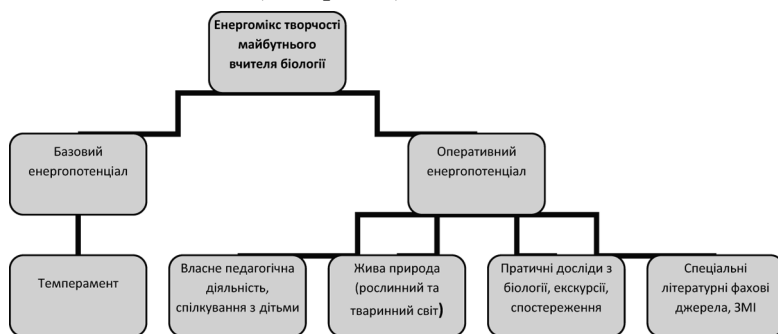 Енергомікс творчості
майбутнього
вчителя біології
Базовий
енергопотенціал
Оперативний
енергопотенціал
Темперамент
Власне педагогічна
діяльність,
спілкування з дітьми
Жива природа
(рослинний та
тваринний світ)
Пратичні досліди з
біології, екскурсії,
спостереження
Спеціальні
літературні фахові
джерела, ЗМІ